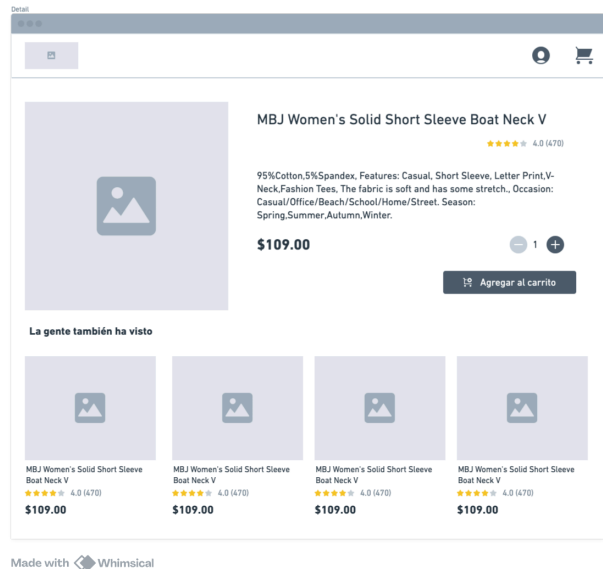 Detail
MBJ Women's Solid Short Sleeve Boat Neck V
4.0 (470)
95%Cotton,5%Spandex, Features: Casual, Short Sleeve, Letter Print,V-
Neck,Fashion Tees, The fabric is soft and has some stretch., Occasion:
Casual/Office/Beach/School/Home/Street. Season:
Spring,Summer,Autumn,Winter.
$109.00
1
Agregar al carrito
La gente también ha visto
MBJ Women's Solid Short Sleeve
Boat Neck V
4.0 (470)
$109.00
MBJ Women's Solid Short Sleeve
Boat Neck V
4.0 (470)
$109.00
MBJ Women's Solid Short Sleeve
Boat Neck V
4.0 (470)
$109.00
MBJ Women's Solid Short Sleeve
Boat Neck V
4.0 (470)
$109.00
Made with Whimsical